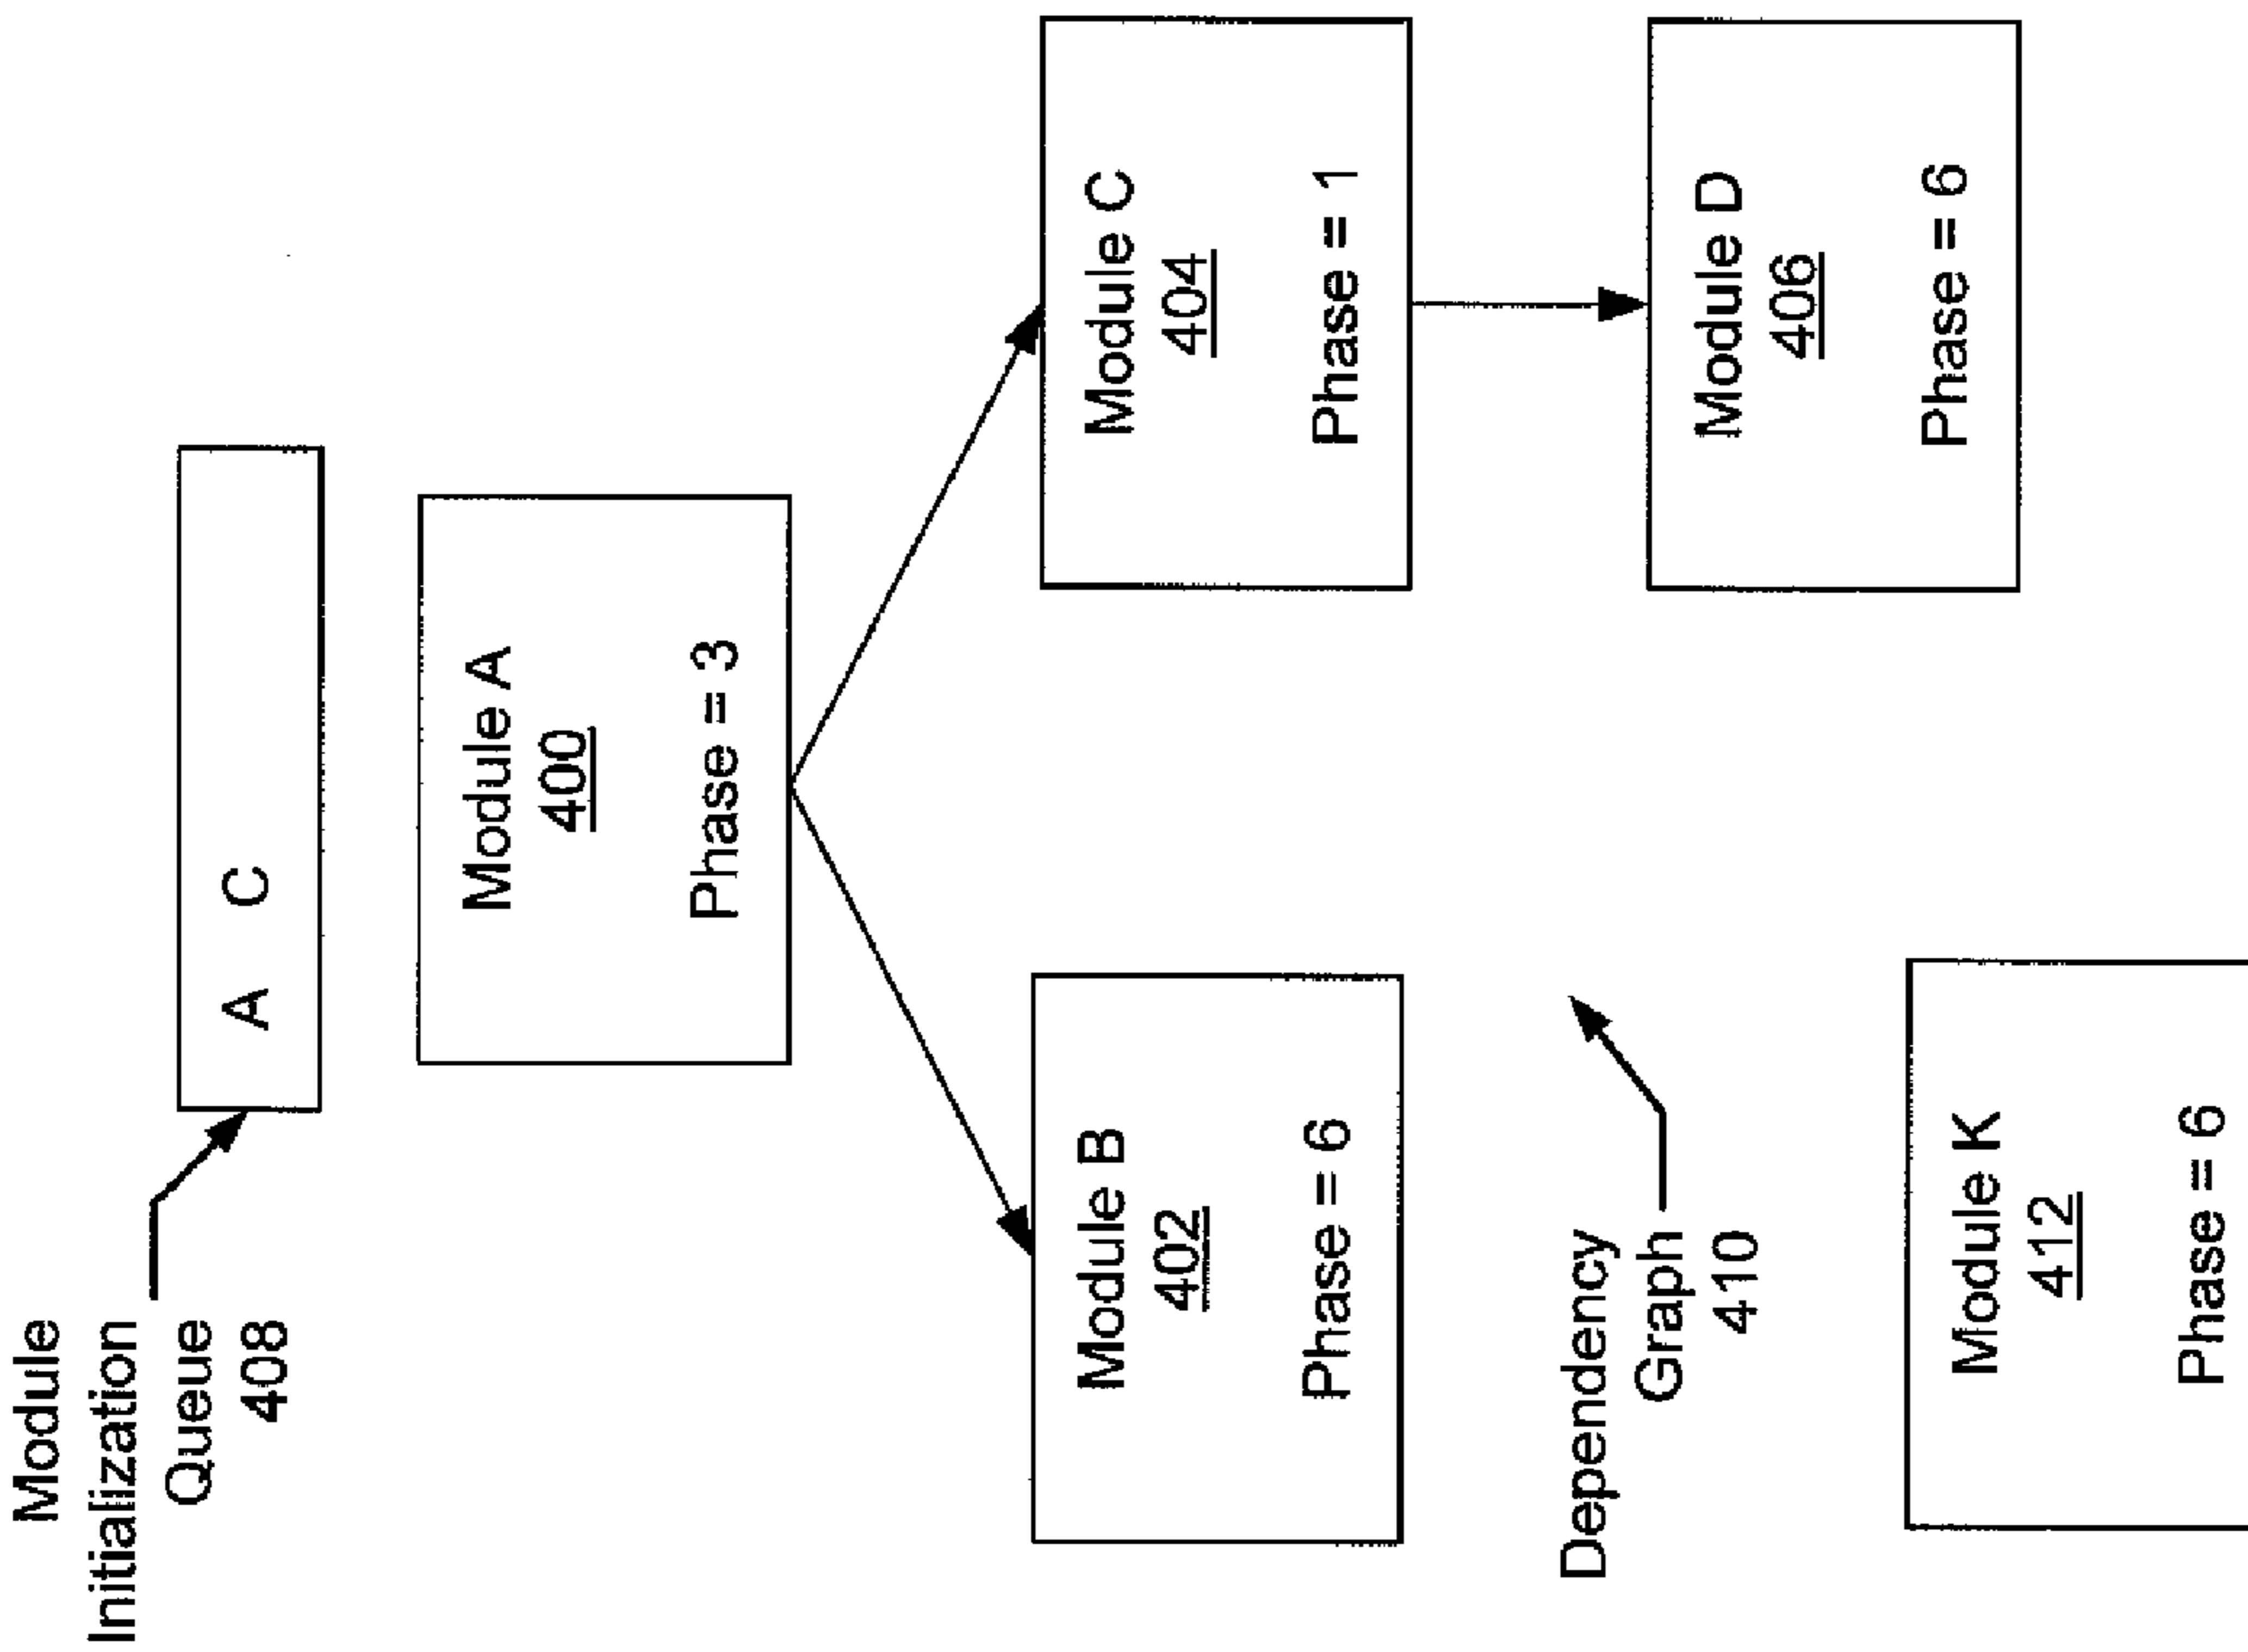 Module
Initialization
Queue
408
A C
Module A
400
Phase = 3
Module B
402
Phase = 6
Module C
404
Phase = 1
Dependency
Graph
410
Module D
406
Phase = 6
Module K
412
Phase = 6